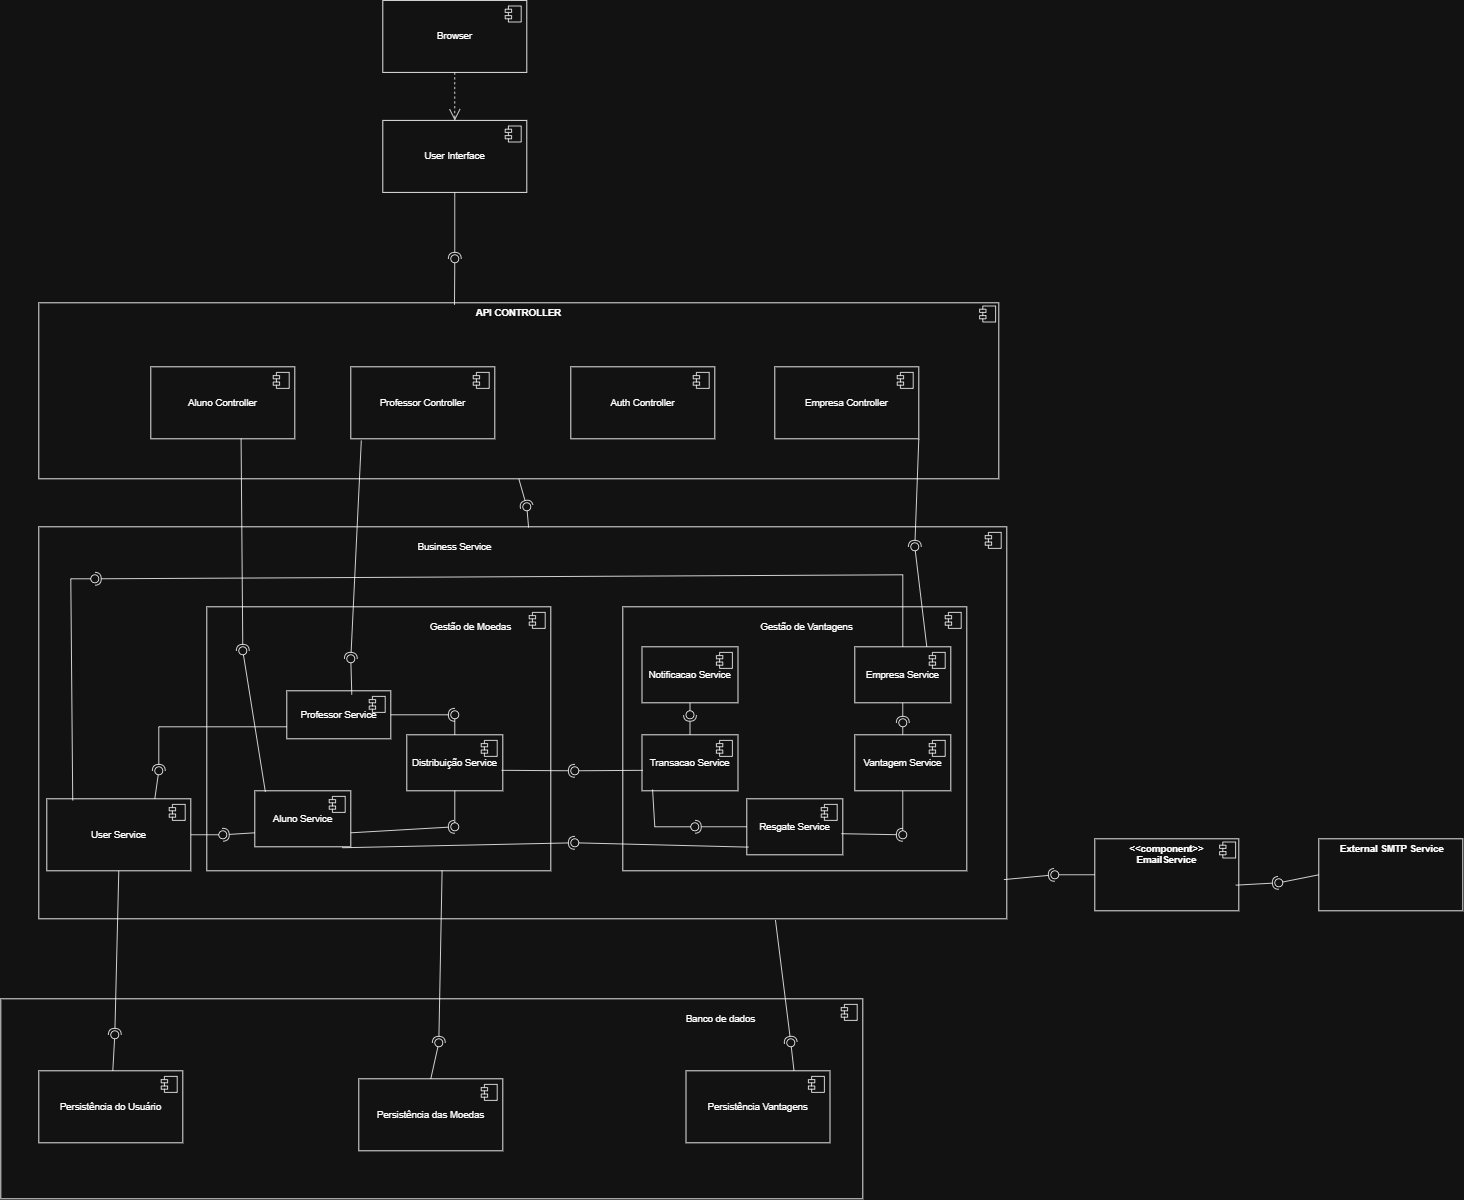 Browser
User Interface
API CONTROLLER
Aluno Controller
Professor Controller
Auth Controller
Empresa Controller
Business Service
Gestão de Moedas
Gestão de Vantagens
Notificacao Service
Empresa Service
Professor Service
Distribuição Service
Transacao Service
Vantagem Service
Aluno Service
Resgate Service
User Service
<<component>>
EmailService
External SMTP Service
Banco de dados
Persistência do Usuário
Persistência das Moedas
Persistência Vantagens